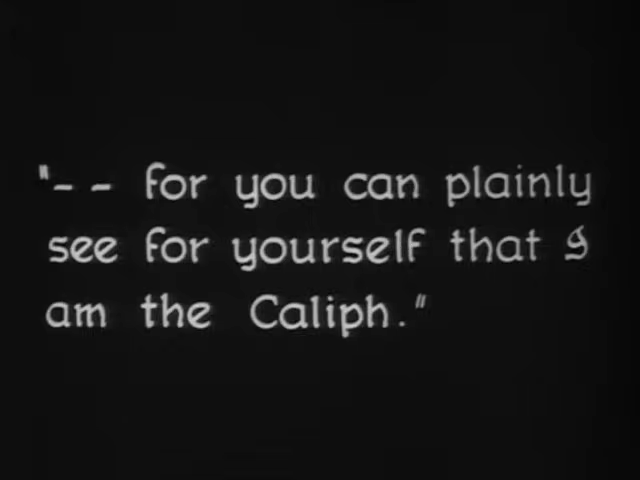 "-- for you can plainly
see for yourself that I
am the Caliph."